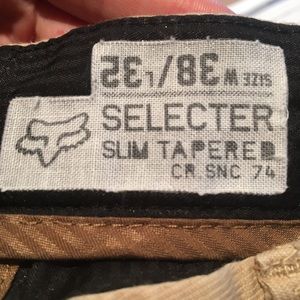 SIZE W 38/L 32
SELECTER
SLIM TAPERED
CR. SNC 74